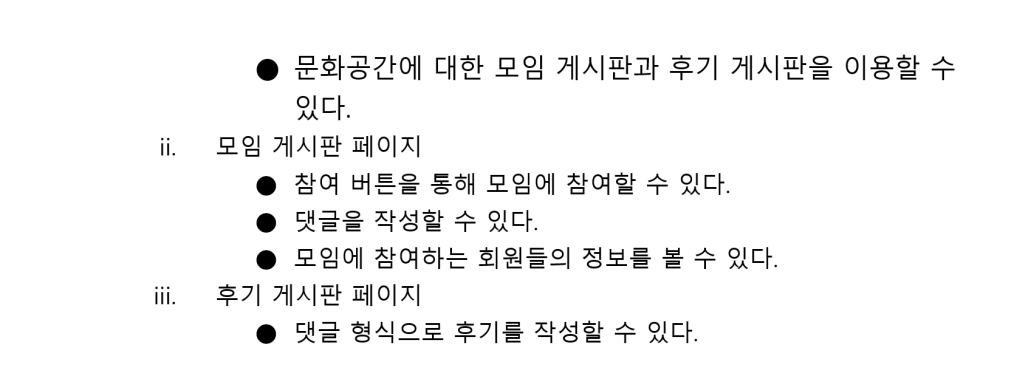 ● 문화공간에 대한 모임 게시판과 후기 게시판을 이용할 수
있다.
ii. 모임 게시판 페이지
● 참여 버튼을 통해 모임에 참여할 수 있다.
● 댓글을 작성할 수 있다.
● 모임에 참여하는 회원들의 정보를 볼 수 있다.
iii. 후기 게시판 페이지
● 댓글 형식으로 후기를 작성할 수 있다.